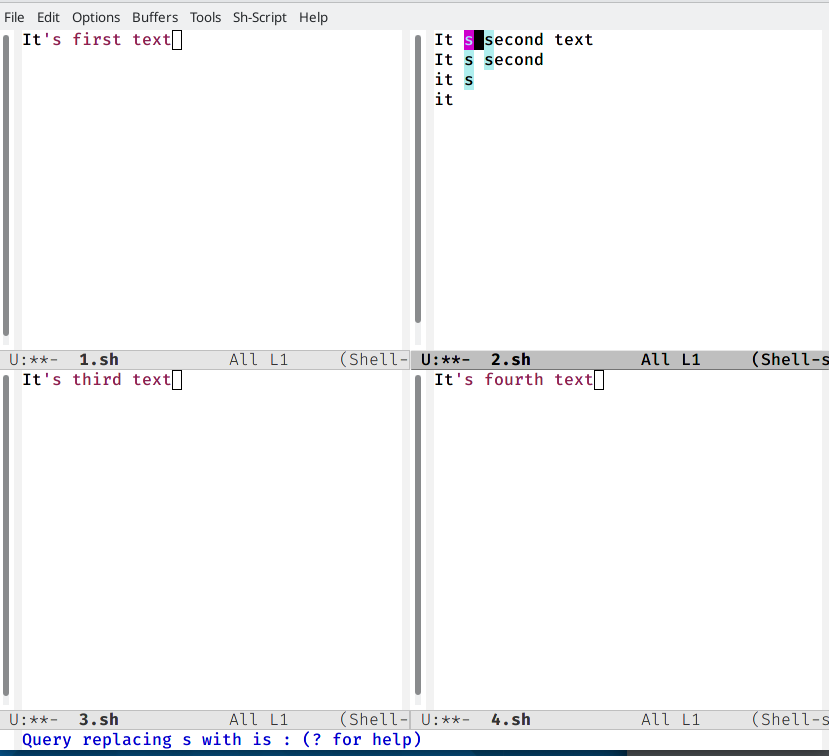 File Edit Options Buffers Tools Sh-Script Help
It's first text
U:**-  1.sh All L1 (Shell-
It s second text
It s second
it s
it
U:**-  2.sh All L1 (Shell-s
It's third text
U:**-  3.sh All L1 (Shell-
It's fourth text
U:**-  4.sh All L1 (Shell-s
Query replacing s with is : (? for help)